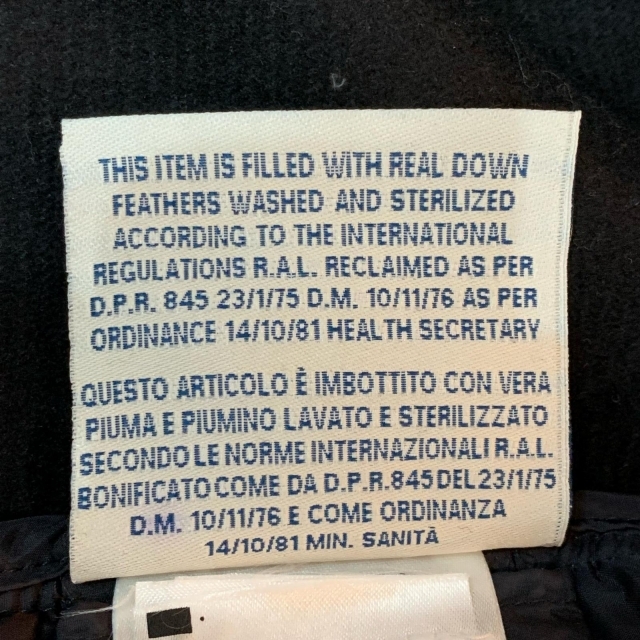 THIS ITEM IS FILLED WITH REAL DOWN
FEATHERS WASHED AND STERILIZED
ACCORDING TO THE INTERNATIONAL
REGULATIONS R.A.L. RECLAIMED AS PER
D.P.R. 845 23/1/75 D.M. 10/11/76 AS PER
ORDINANCE 14/10/81 HEALTH SECRETARY
QUESTO ARTICOLO È IMBOTTITO CON VERA
PIUMA E PIUMINO LAVATO E STERILIZZATO
SECONDO LE NORME INTERNAZIONALI R.A.L.
BONIFICATO COME DA D.P.R.845 DEL 23/1/75
D.M. 10/11/76 E COME ORDINANZA
14/10/81 MIN. SANITÀ